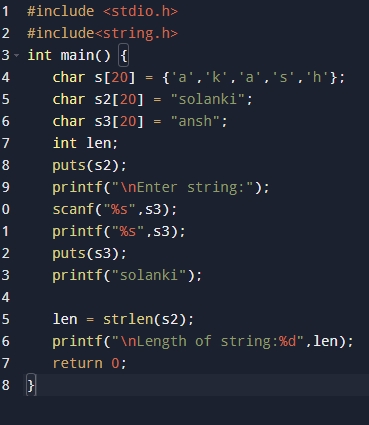 1 #include <stdio.h>
2 #include<string.h>
3 int main() {
4 char s[20] = {'a','k','a','s','h'};
5 char s2[20] = "solanki";
6 char s3[20] = "ansh";
7 int len;
8 puts(s2);
9 printf("\nEnter string:");
0 scanf("%s",s3);
1 printf("%s",s3);
2 puts(s3);
3 printf("solanki");
4
5 len = strlen(s2);
6 printf("\nLength of string:%d",len);
7 return 0;
8 }